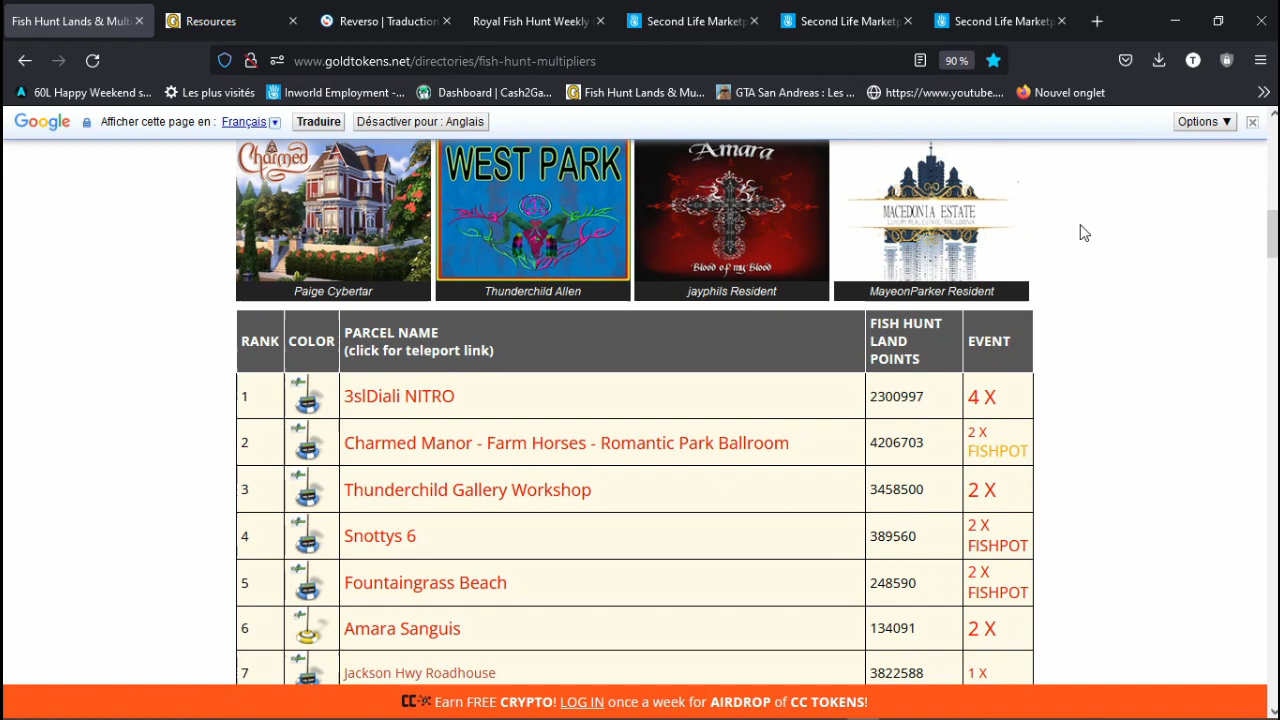 Fish Hunt Lands & Mult
Resources
Reverso | Traduction
Royal Fish Hunt Weekly
Second Life Marketp
Second Life Marketp
Second Life Marketp
www.goldtokens.net/directories/fish-hunt-multipliers
90 %
60L Happy Weekend s...
Les plus visités
Inworld Employment -...
Dashboard | Cash2Ga...
Fish Hunt Lands & Mu...
GTA San Andreas : Les ...
https://www.youtube....
Nouvel onglet
Google Afficher cette page en : Français Traduire Désactiver pour : Anglais Options ▼
Charmed
WEST PARK
Amara
MACEDONIA ESTATE
LUXURY REAL ESTATE - MACEDONIA
Blood of my Blood
Paige Cybertar
Thunderchild Allen
jayphils Resident
MayeonParker Resident
RANK COLOR PARCEL NAME (click for teleport link) FISH HUNT LAND POINTS EVENT
1 3slDiali NITRO 2300997 4 X
2 Charmed Manor - Farm Horses - Romantic Park Ballroom 4206703 2 X FISHPOT
3 Thunderchild Gallery Workshop 3458500 2 X
4 Snottys 6 389560 2 X FISHPOT
5 Fountaingrass Beach 248590 2 X FISHPOT
6 Amara Sanguis 134091 2 X
7 Jackson Hwy Roadhouse 3822588 1 X
CC Earn FREE CRYPTO! LOG IN once a week for AIRDROP of CC TOKENS!